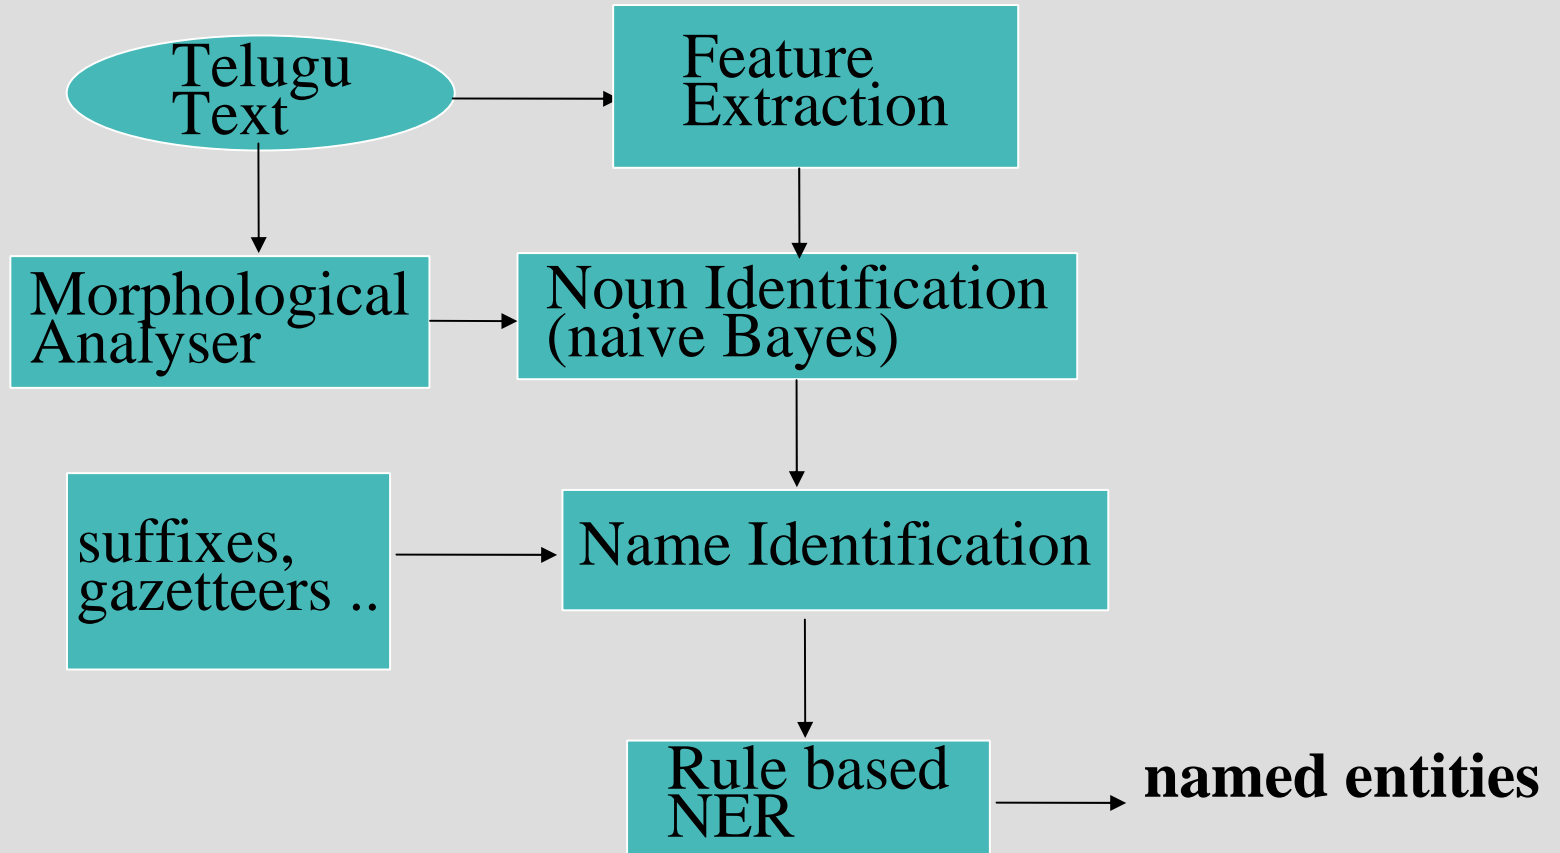 Telugu
Text
Feature
Extraction
Morphological
Analyser
Noun Identification
(naive Bayes)
suffixes,
gazetteers ..
Name Identification
Rule based
NER
named entities